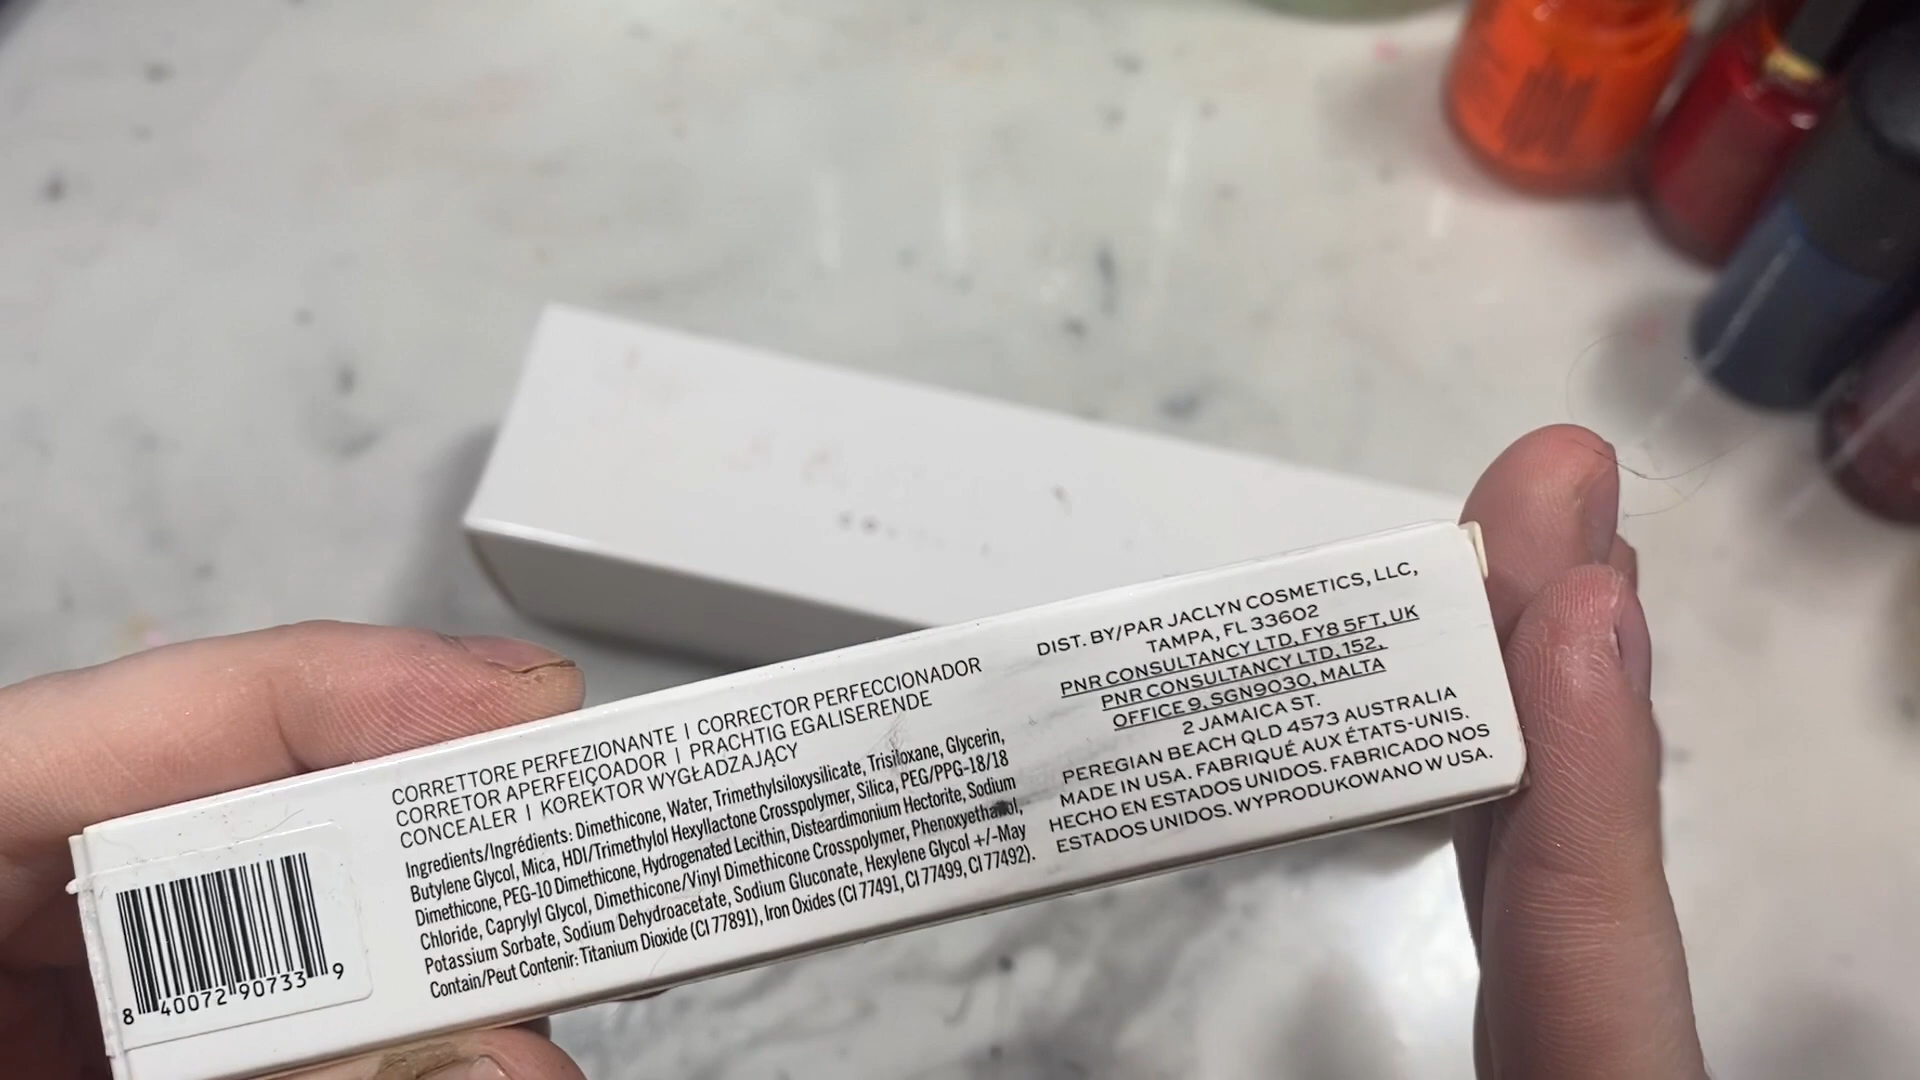 CORRETTORE PERFEZIONANTE | CORRECTOR PERFECCIONADOR
CORRETOR APERFEIÇOADOR | PRACHTIG EGALISERENDE
CONCEALER | KOREKTOR WYGŁADZAJĄCY
Ingredients/Ingrédients: Dimethicone, Water, Trimethylsiloxysilicate, Trisiloxane, Glycerin,
Butylene Glycol, Mica, HDI/Trimethylol Hexyllactone Crosspolymer, Silica, PEG/PPG-18/18
Dimethicone, PEG-10 Dimethicone, Hydrogenated Lecithin, Disteardimonium Hectorite, Sodium
Chloride, Caprylyl Glycol, Dimethicone/Vinyl Dimethicone Crosspolymer, Phenoxyethanol,
Potassium Sorbate, Sodium Dehydroacetate, Sodium Gluconate, Hexylene Glycol +/-May
Contain/Peut Contenir: Titanium Dioxide (CI 77891), Iron Oxides (CI 77491, CI 77499, CI 77492).
DIST. BY/PAR JACLYN COSMETICS, LLC,
TAMPA, FL 33602
PNR CONSULTANCY LTD, FY8 5FT, UK
PNR CONSULTANCY LTD, 152,
OFFICE 9, SGN9030, MALTA
2 JAMAICA ST.
PEREGIAN BEACH QLD 4573 AUSTRALIA
MADE IN USA. FABRIQUÉ AUX ÉTATS-UNIS.
HECHO EN ESTADOS UNIDOS. FABRICADO NOS
ESTADOS UNIDOS. WYPRODUKOWANO W USA.
8 40072 90733 9